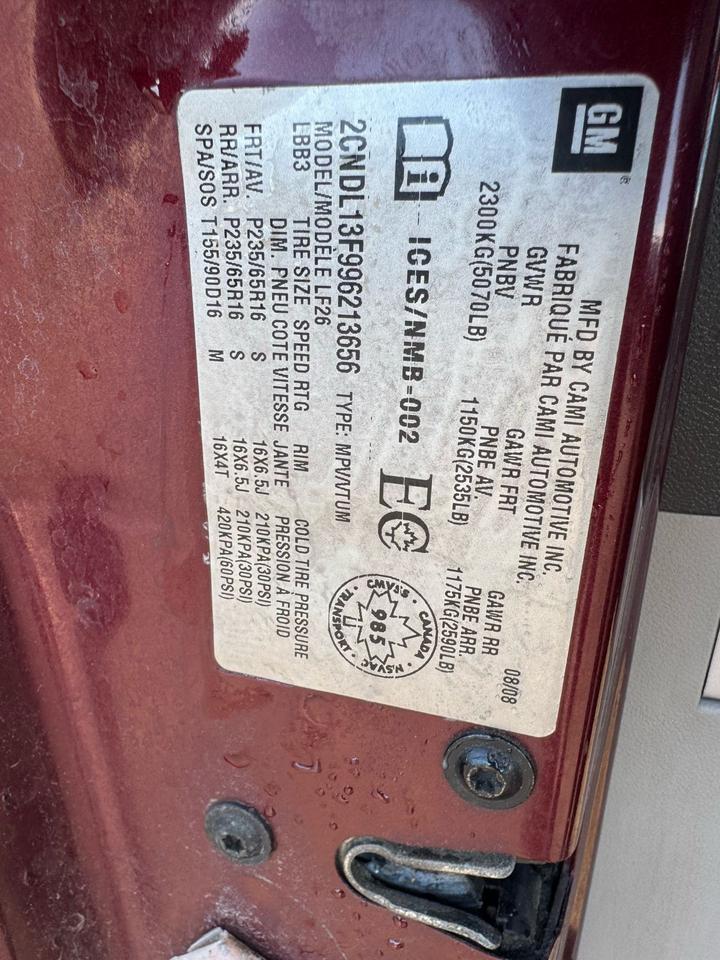 GM®
MFD BY CAMI AUTOMOTIVE INC. 08/08
FABRIQUÉ PAR CAMI AUTOMOTIVE INC.
GVWR GAWR FRT GAWR RR
PNBV PNBE AV. PNBE ARR.
2300KG(5070LB) 1150KG(2535LB) 1175KG(2590LB)
i ICES/NMB-002 EC
CANADA CMVSS 985 TRANSPORT NSVAC
2CNDL13F996213656 TYPE: MPV/VTUM
MODEL/MODÈLE LF26
LBB3 TIRE SIZE SPEED RTG RIM COLD TIRE PRESSURE
DIM. PNEU COTE VITESSE JANTE PRESSION À FROID
FRT/AV. P235/65R16 S 16X6.5J 210KPA(30PSI)
RR/ARR. P235/65R16 S 16X6.5J 210KPA(30PSI)
SPA/SOS T155/90D16 M 16X4T 420KPA(60PSI)